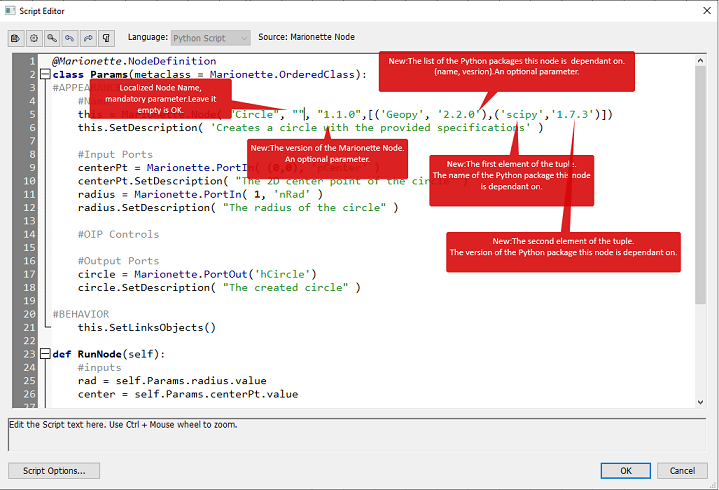 Script Editor
Language: Python Script Source: Marionette Node
1 @Marionette.NodeDefinition
2 class Params(metaclass = Marionette.OrderedClass):
3 #APPEARAN
4 #Na
5 this = Marionette.Node( "Circle", "", "1.1.0",[('Geopy', '2.2.0'),('scipy','1.7.3')])
6 this.SetDescription( 'Creates a circle with the provided specifications' )
7
8 #Input Ports
9 centerPt = Marionette.PortIn( (0,0), 'pCenter' )
10 centerPt.SetDescription( "The 2D center point of the circle" )
11 radius = Marionette.PortIn( 1, 'nRad' )
12 radius.SetDescription( "The radius of the circle" )
13
14 #OIP Controls
15
16 #Output Ports
17 circle = Marionette.PortOut('hCircle')
18 circle.SetDescription( "The created circle" )
19
20 #BEHAVIOR
21 this.SetLinksObjects()
22
23 def RunNode(self):
24 #inputs
25 rad = self.Params.radius.value
26 center = self.Params.centerPt.value
27
New:The list of the Python packages this node is dependant on.
(name, vesrion).An optional parameter.
Localized Node Name,
mandatory parameter.Leave it
empty is OK.
New:The version of the Marionette Node.
An optional parameter.
New:The first element of the tuple.
The name of the Python package this node
is dependant on.
New:The second element of the tuple.
The version of the Python package this node is dependant on.
Edit the Script text here. Use Ctrl + Mouse wheel to zoom.
Script Options...
OK
Cancel